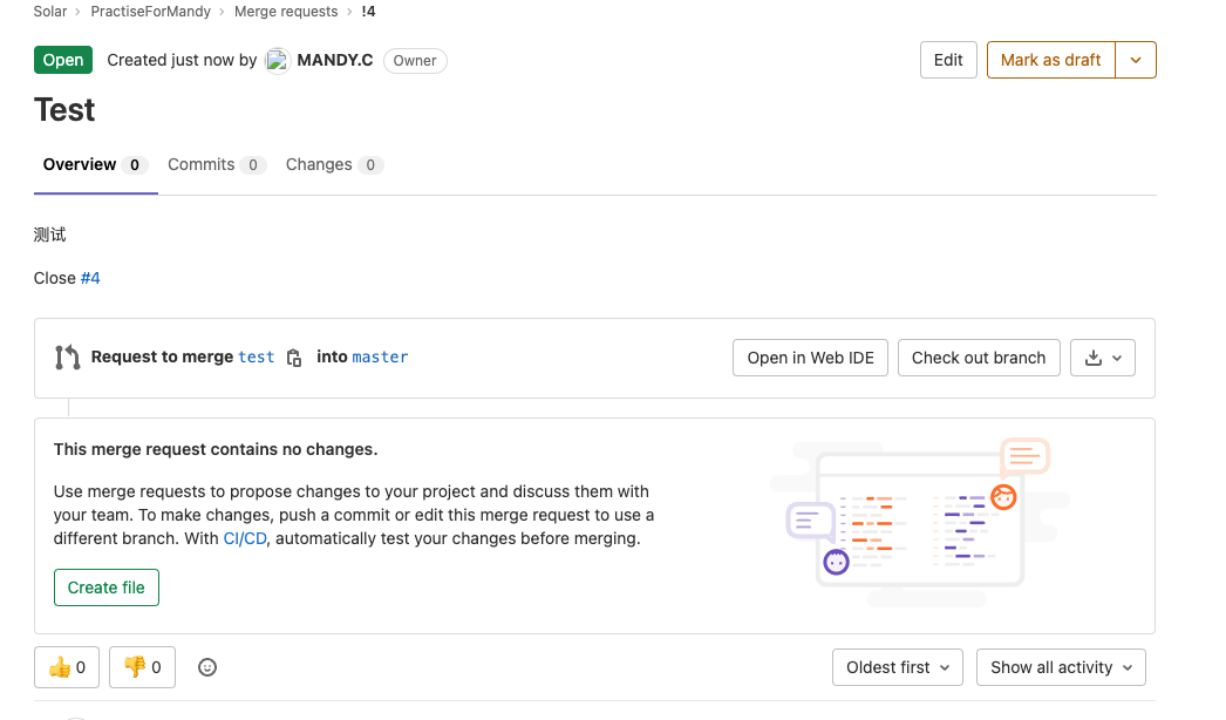 Solar > PractiseForMandy > Merge requests > !4
Open Created just now by MANDY.C Owner Edit Mark as draft
Test
Overview 0 Commits 0 Changes 0
测试
Close #4
Request to merge test into master Open in Web IDE Check out branch
This merge request contains no changes.
Use merge requests to propose changes to your project and discuss them with
your team. To make changes, push a commit or edit this merge request to use a
different branch. With CI/CD, automatically test your changes before merging.
Create file
👍 0 👎 0 Oldest first Show all activity